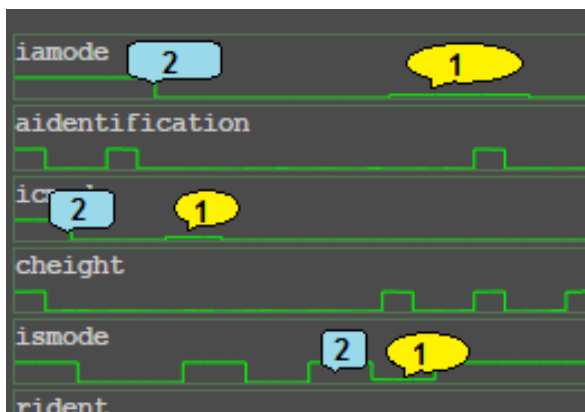 iamode
2
1
aidentification
2
1
cheight
ismode
2
1
rident